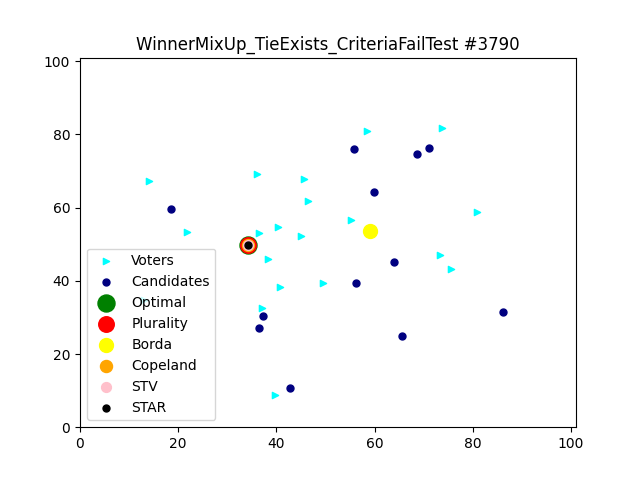 WinnerMixUp_TieExists_CriteriaFailTest #3790
100
80
60
40
20
0
Voters
Candidates
Optimal
Plurality
Borda
Copeland
STV
STAR
0 20 40 60 80 100